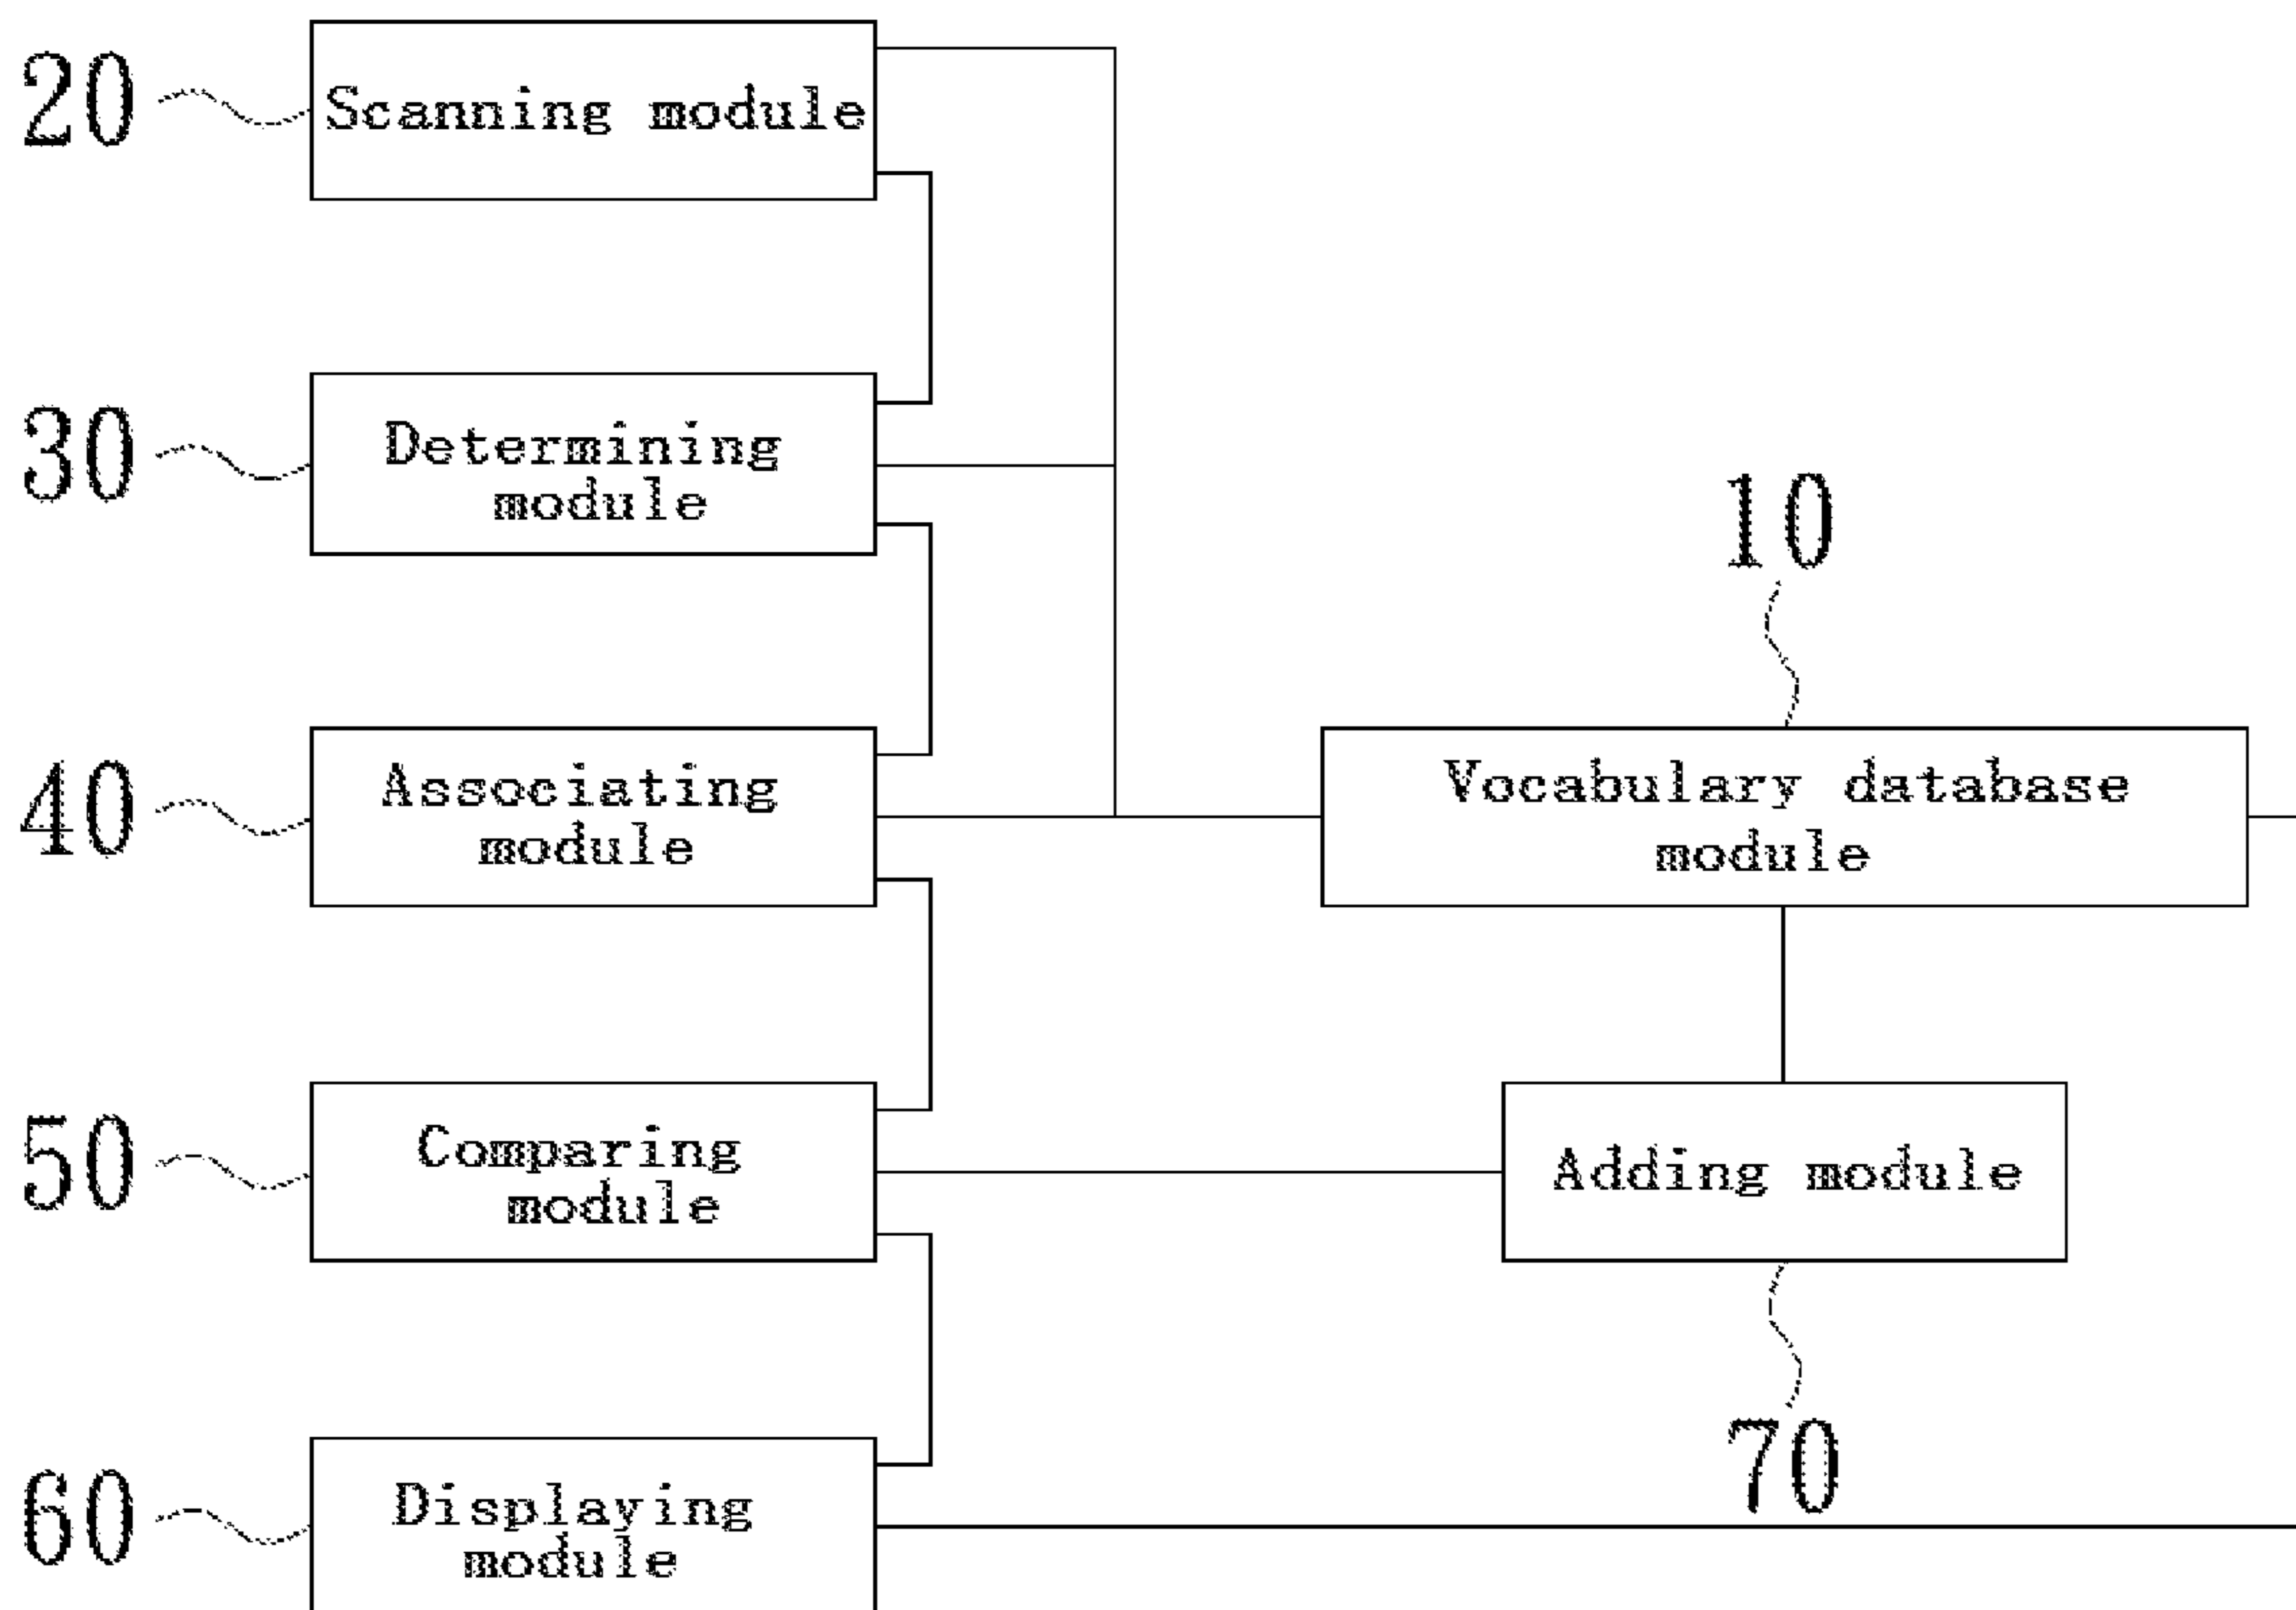 20
Scanning module
30
Determining
module
10
40
Associating
module
Vocabulary database
module
50
Comparing
module
Adding module
60
Displaying
module
70